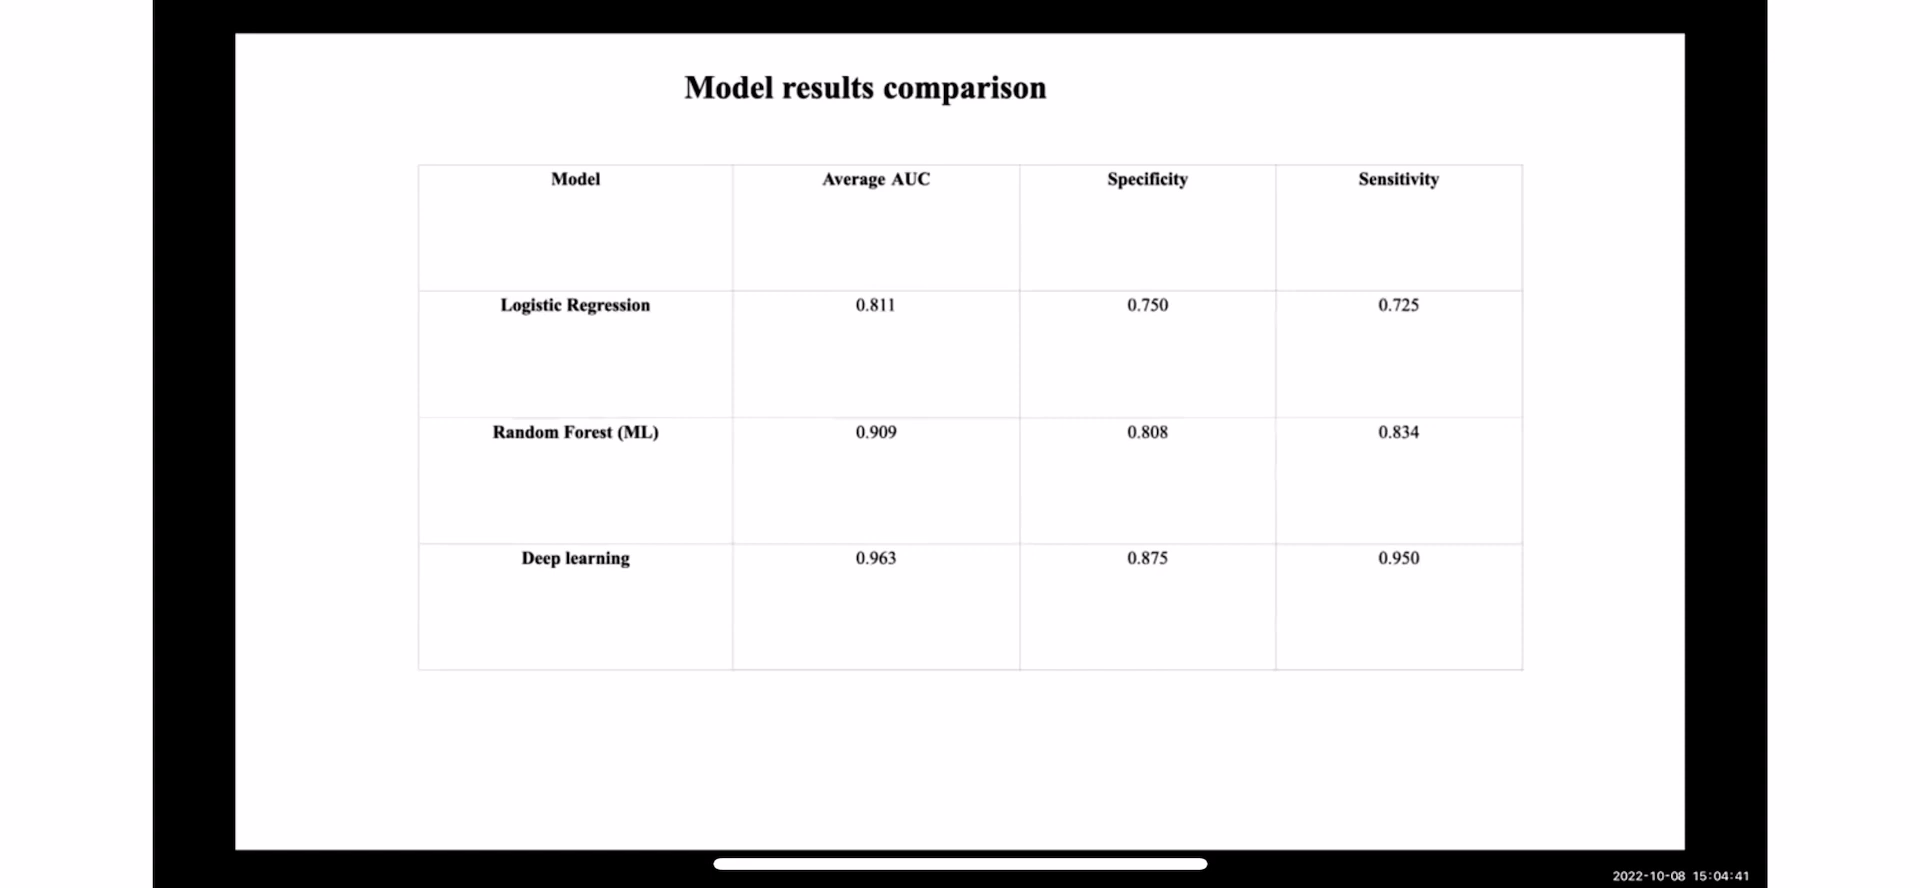 Model results comparison
Model Average AUC Specificity Sensitivity
Logistic Regression 0.811 0.750 0.725
Random Forest (ML) 0.909 0.808 0.834
Deep learning 0.963 0.875 0.950
2022-10-08 15:04:41